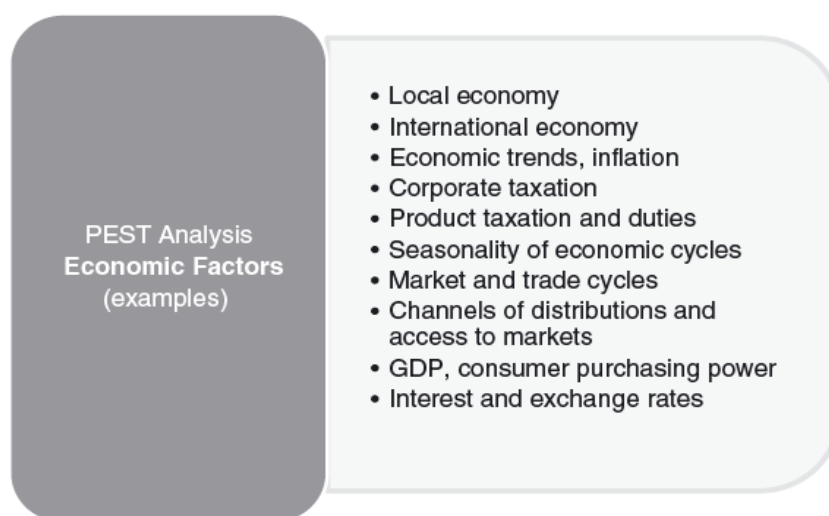 PEST Analysis
Economic Factors
(examples)
• Local economy
• International economy
• Economic trends, inflation
• Corporate taxation
• Product taxation and duties
• Seasonality of economic cycles
• Market and trade cycles
• Channels of distributions and
access to markets
• GDP, consumer purchasing power
• Interest and exchange rates